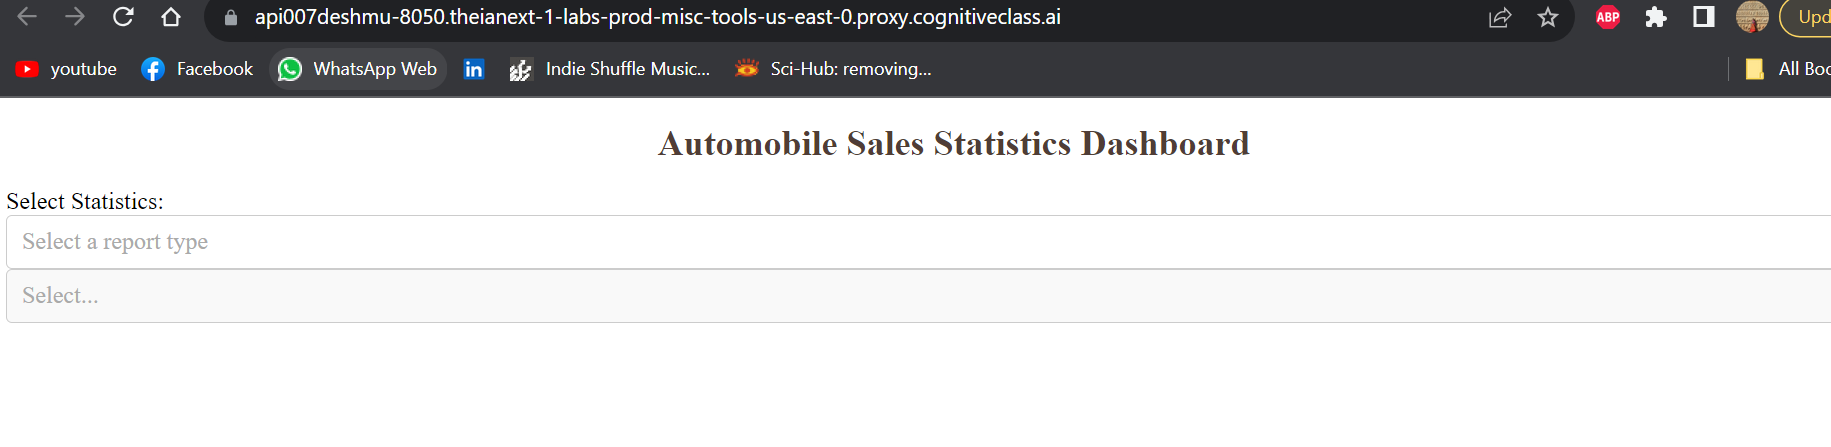 api007deshmu-8050.theianext-1-labs-prod-misc-tools-us-east-0.proxy.cognitiveclass.ai ABP Upd
youtube Facebook WhatsApp Web in Indie Shuffle Music... Sci-Hub: removing... All Boo
Automobile Sales Statistics Dashboard
Select Statistics:
Select a report type
Select...